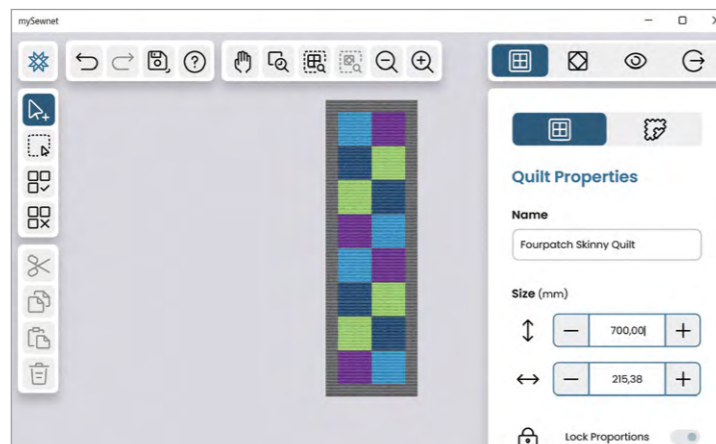 mySewnet
Quilt Properties
Name
Fourpatch Skinny Quilt
Size (mm)
700,00
215,38
Lock Proportions